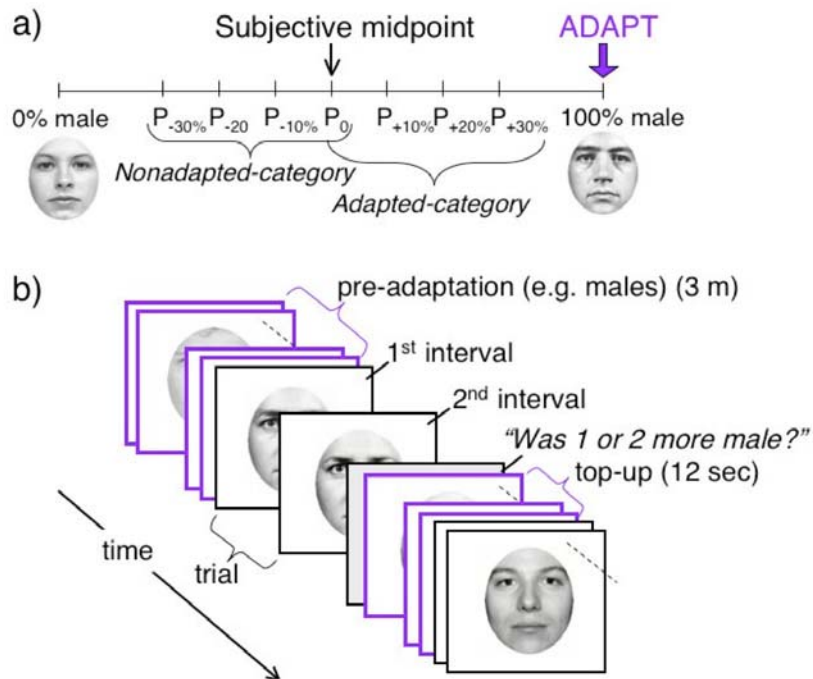 a)
Subjective midpoint
ADAPT
0% male
P-30%
P-20
P-10%
P0
P+10%
P+20%
P+30%
100% male
Nonadapted-category
Adapted-category
b)
pre-adaptation (e.g. males) (3 m)
1st interval
2nd interval
“Was 1 or 2 more male?”
top-up (12 sec)
time
trial